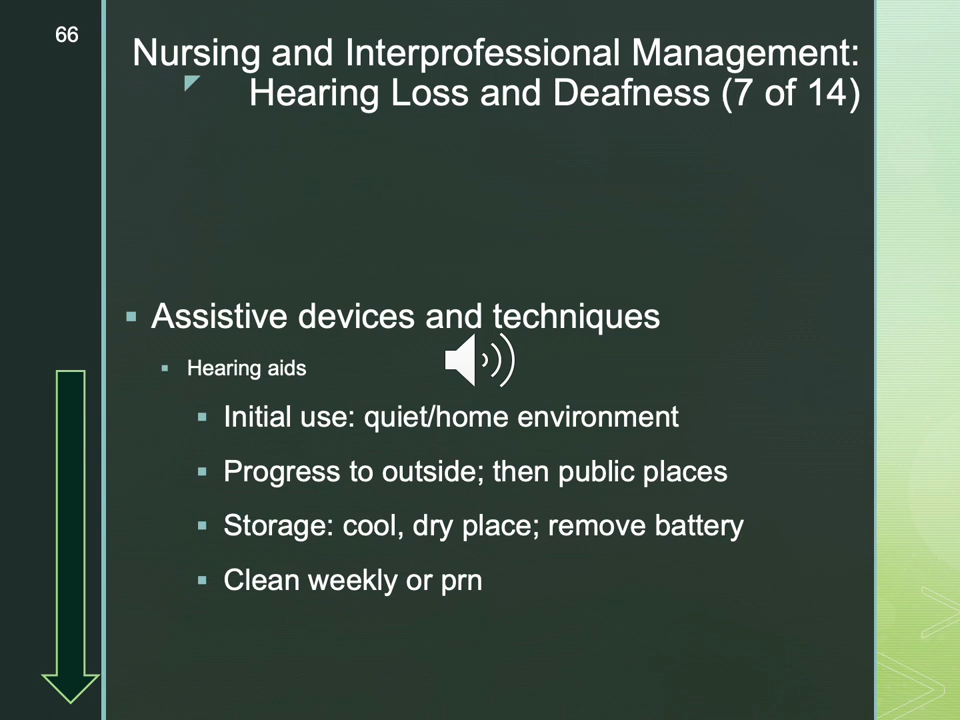 66
Nursing and Interprofessional Management:
Hearing Loss and Deafness (7 of 14)
Assistive devices and techniques
Hearing aids
Initial use: quiet/home environment
Progress to outside; then public places
Storage: cool, dry place; remove battery
Clean weekly or prn